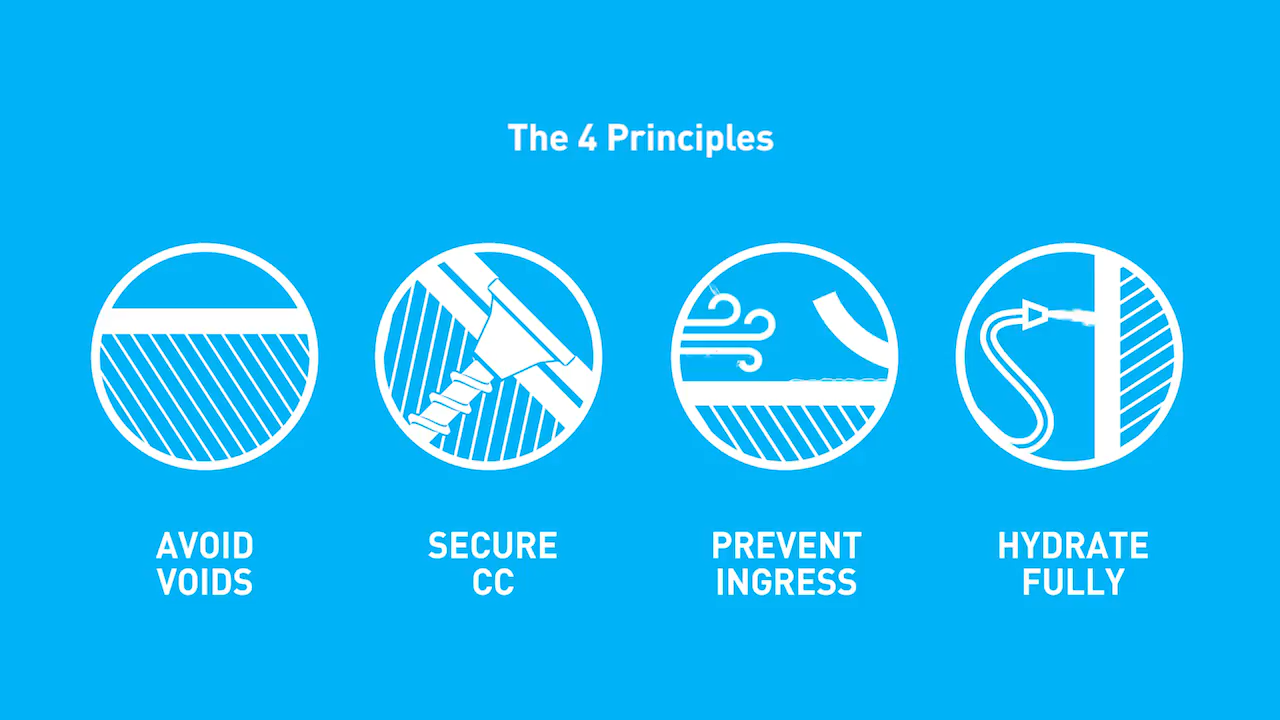 The 4 Principles
AVOID
VOIDS
SECURE
CC
PREVENT
INGRESS
HYDRATE
FULLY